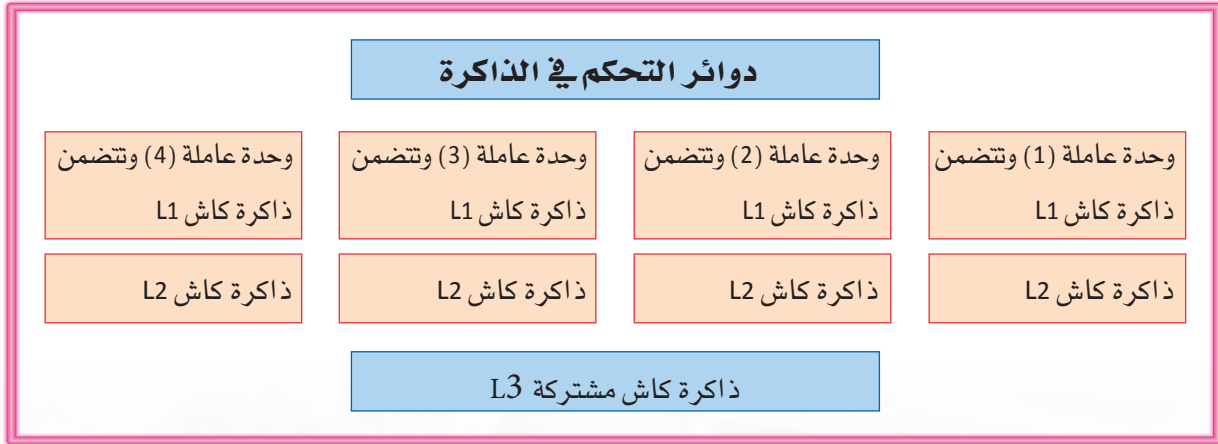 دوائر التحكم في الذاكرة
وحدة عاملة (1) وتتضمن
ذاكرة كاش L1
وحدة عاملة (2) وتتضمن
ذاكرة كاش L1
وحدة عاملة (3) وتتضمن
ذاكرة كاش L1
وحدة عاملة (4) وتتضمن
ذاكرة كاش L1
ذاكرة كاش L2
ذاكرة كاش L2
ذاكرة كاش L2
ذاكرة كاش L2
ذاكرة كاش مشتركة L3